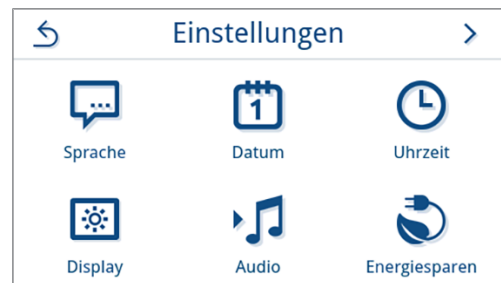 Einstellungen
Sprache
1
Datum
Uhrzeit
Display
Audio
Energiesparen